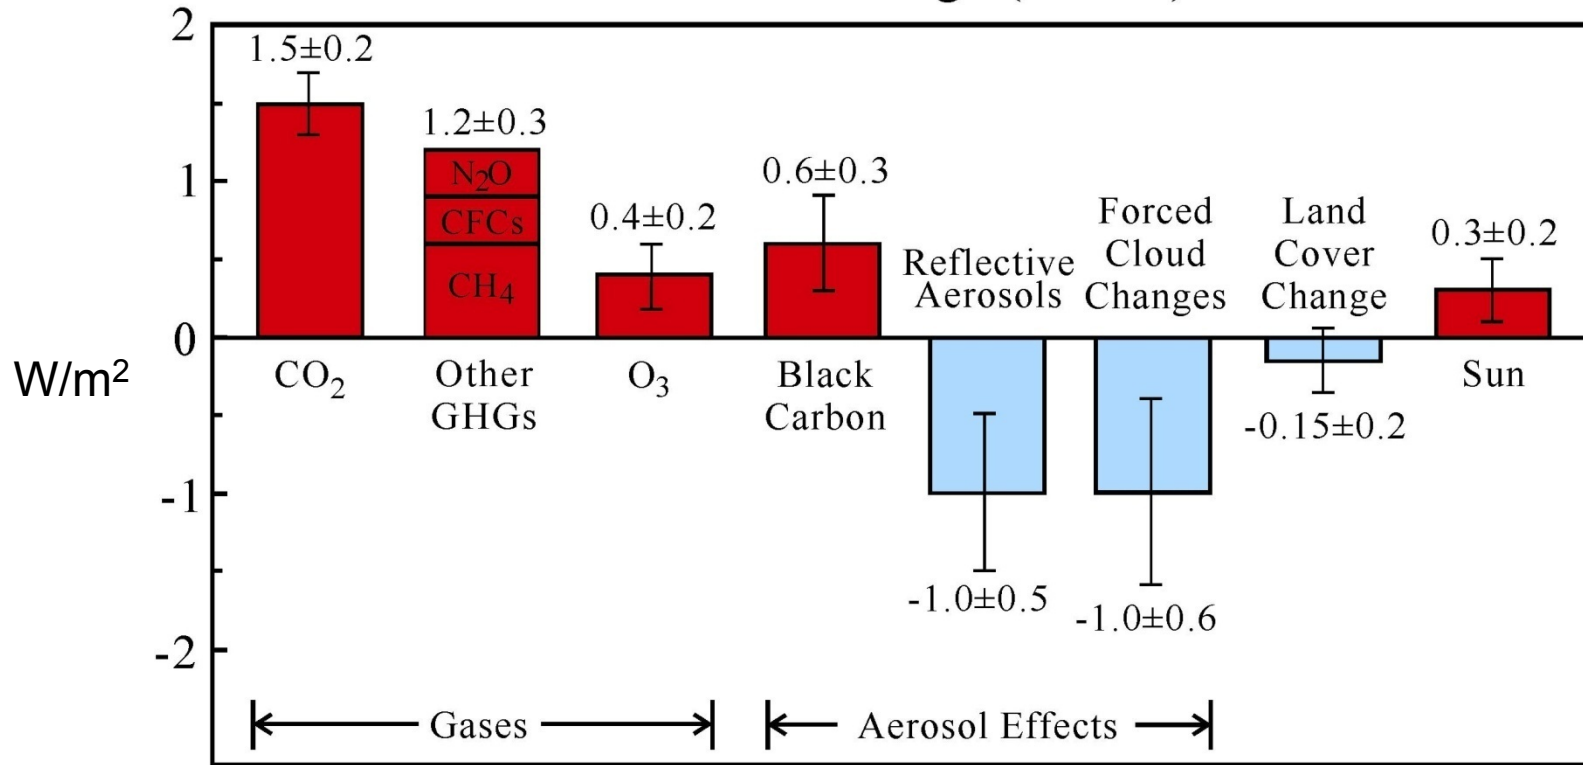 2
1.5±0.2
1.2±0.3
N₂O
CFCs
CH₄
0.4±0.2
0.6±0.3
Reflective
Aerosols
Forced
Cloud
Changes
Land
Cover
Change
0.3±0.2
1
0
W/m²
CO₂
Other
GHGs
O₃
Black
Carbon
Sun
-0.15±0.2
-1
-1.0±0.5
-1.0±0.6
-2
Gases
Aerosol Effects